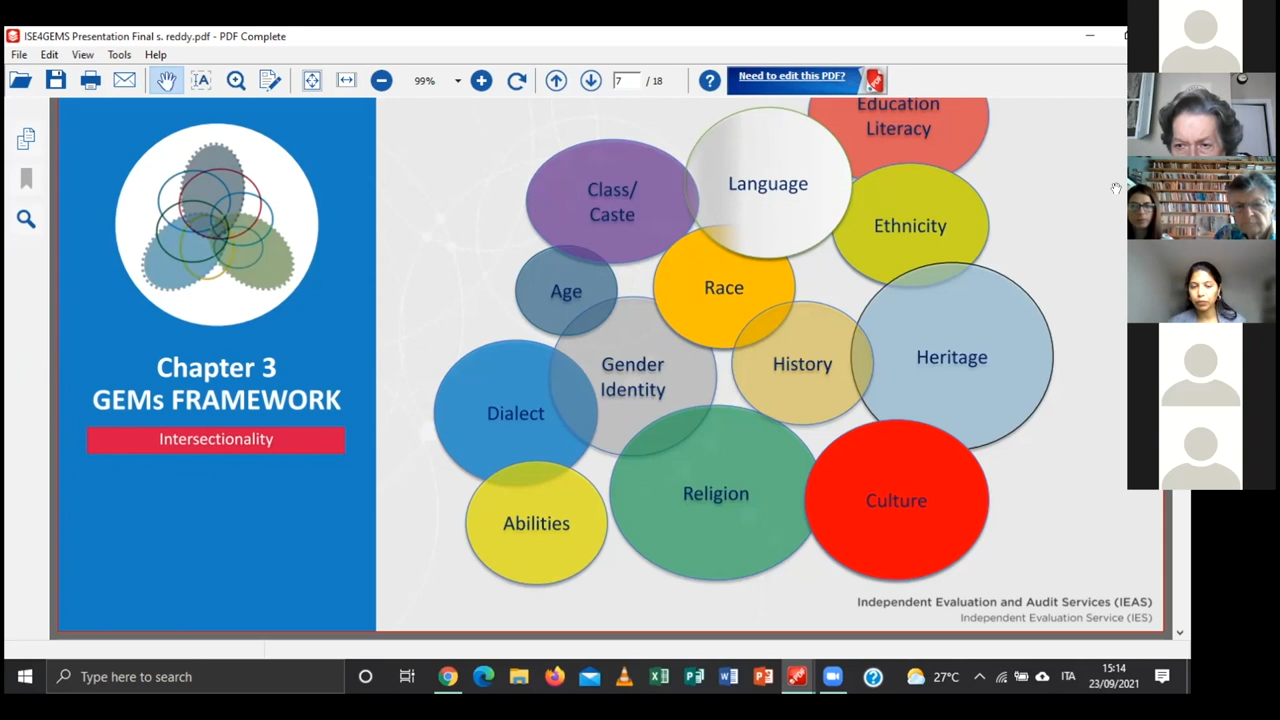 ISE4GEMS Presentation Final s. reddy.pdf - PDF Complete
File Edit View Tools Help
99% 7 / 18 Need to edit this PDF?
Education
Literacy
Language
Class/
Caste
Ethnicity
Age
Race
Gender
Identity
History
Heritage
Chapter 3
GEMs FRAMEWORK
Intersectionality
Dialect
Religion
Culture
Abilities
Independent Evaluation and Audit Services (IEAS)
Independent Evaluation Service (IES)
Type here to search
27°C
ITA
15:14
23/09/2021